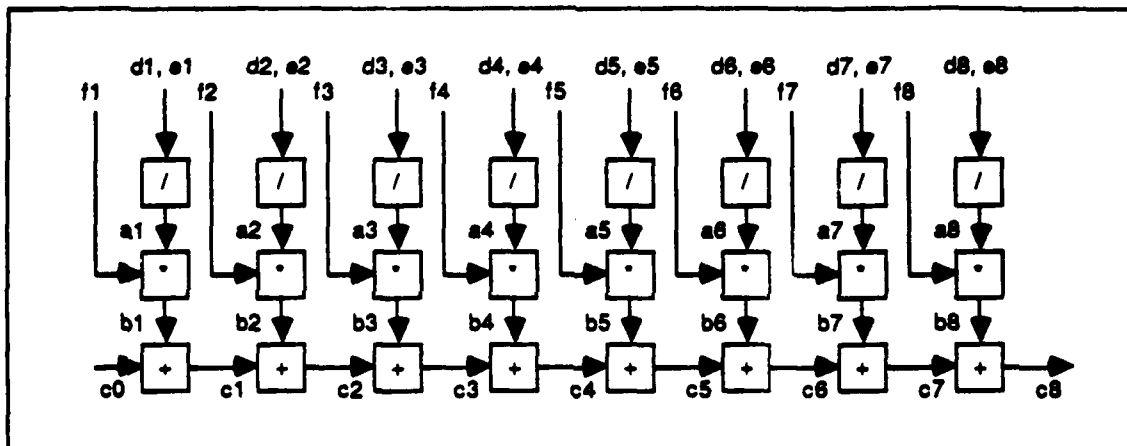 d1, e1 d2, e2 d3, e3 d4, e4 d5, e5 d6, e6 d7, e7 d8, e8
f1 f2 f3 f4 f5 f6 f7 f8
/ / / / / / / /
a1 a2 a3 a4 a5 a6 a7 a8
* * * * * * * *
b1 b2 b3 b4 b5 b6 b7 b8
+ + + + + + + +
c0 c1 c2 c3 c4 c5 c6 c7 c8